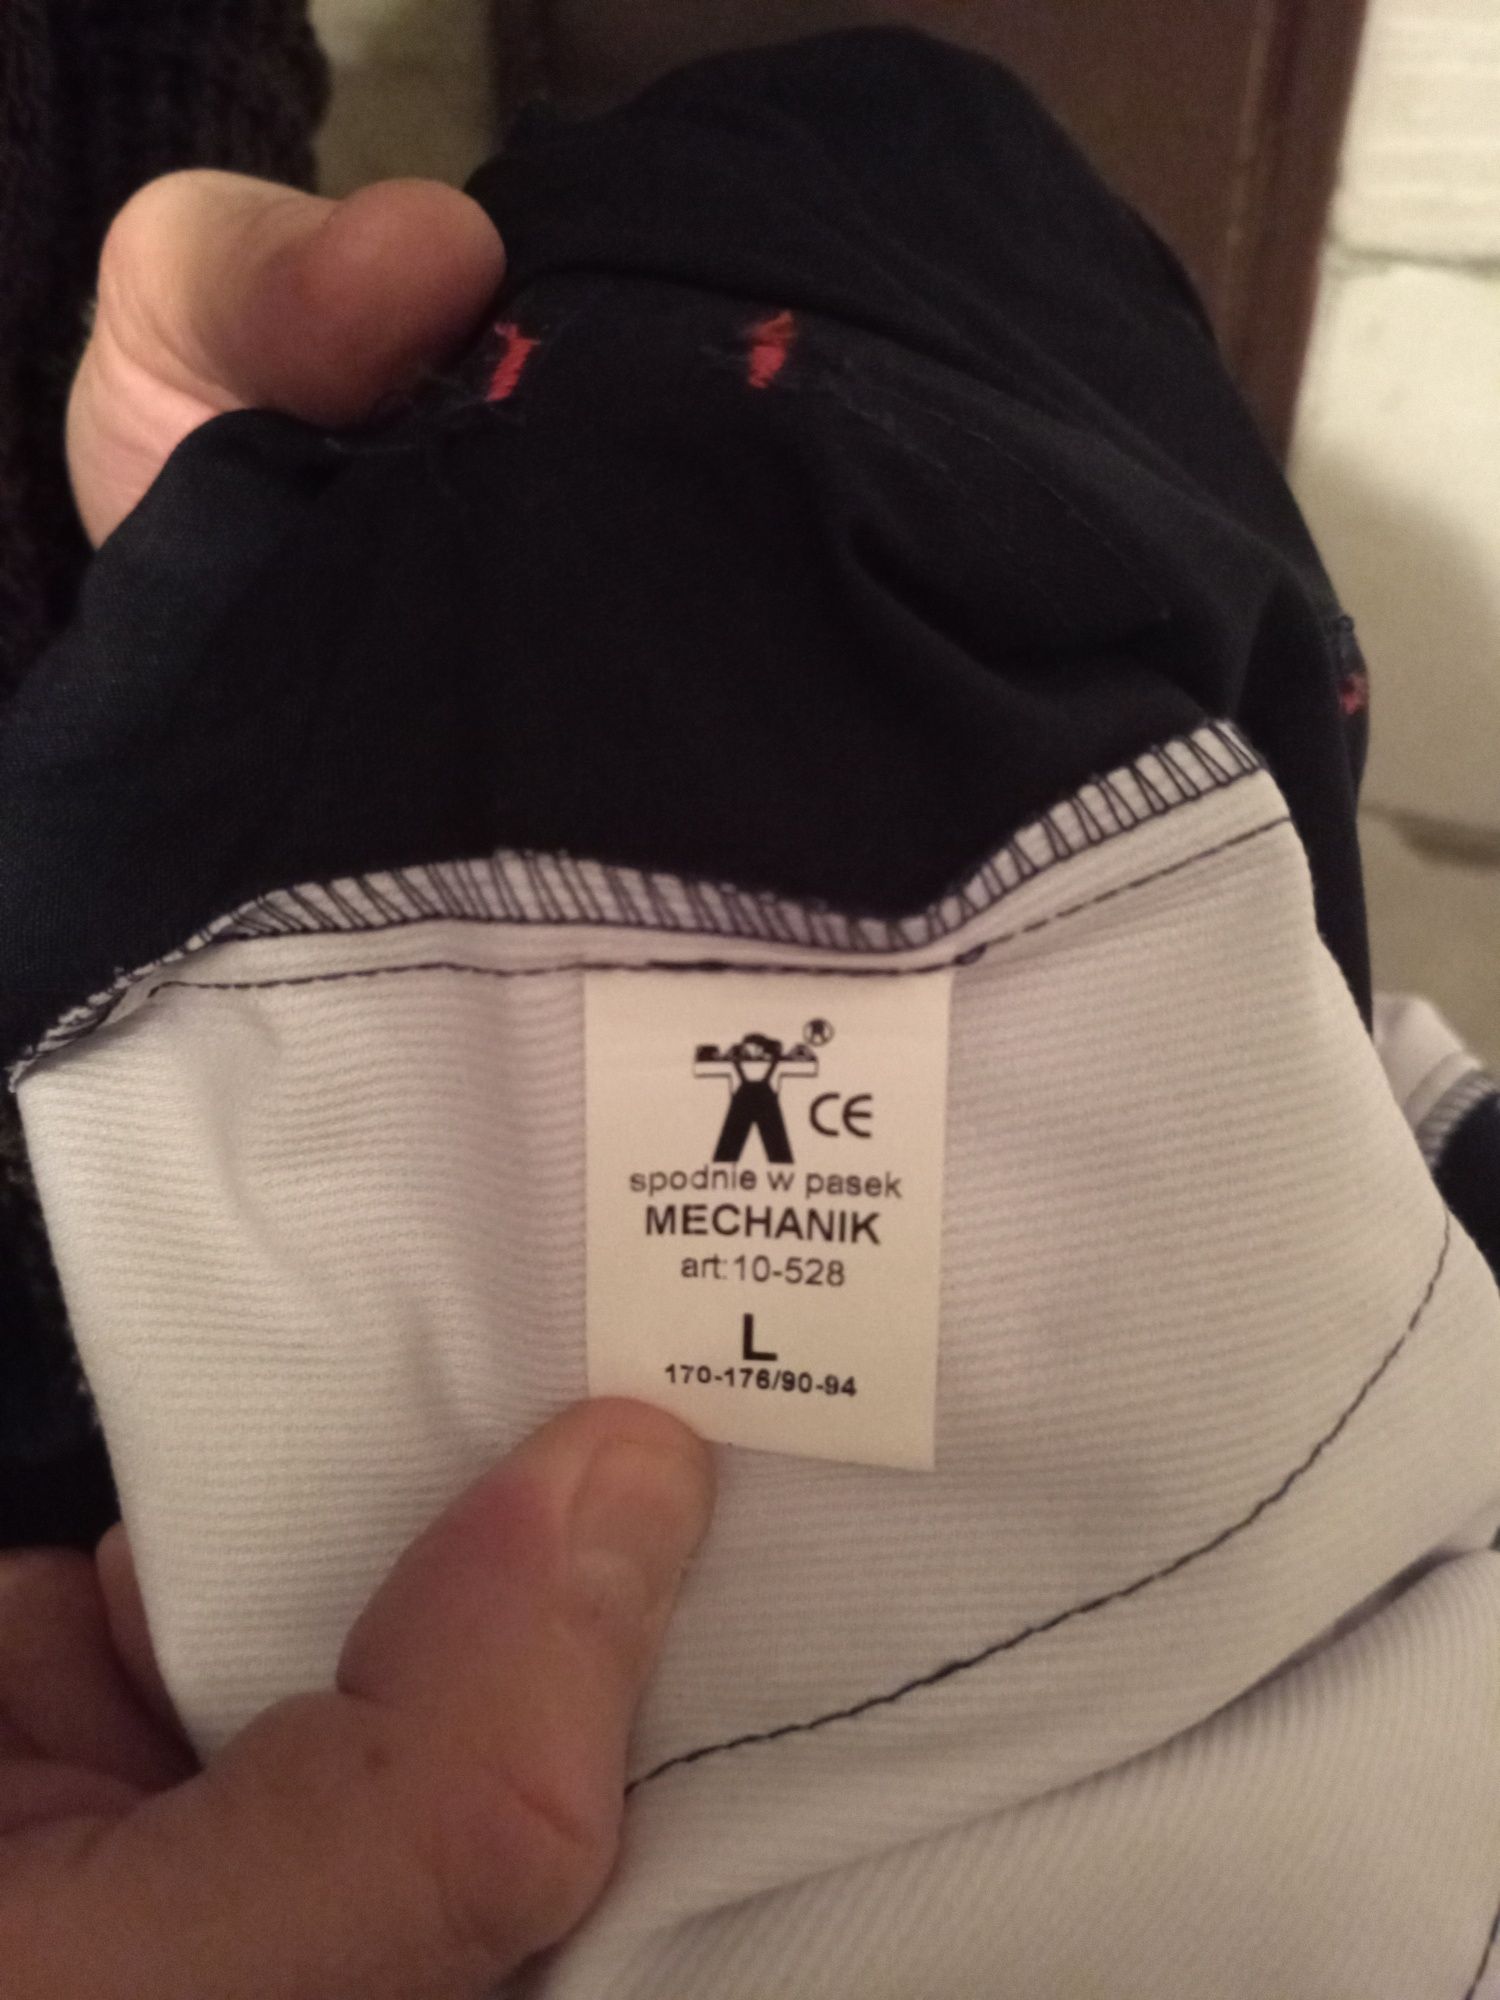 ®
CE
spodnie w pasek
MECHANIK
art:10-528
L
170-176/90-94